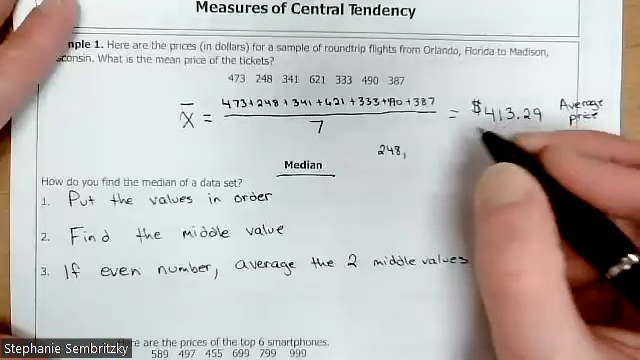 Measures of Central Tendency
ple 1. Here are the prices (in dollars) for a sample of roundtrip flights from Orlando, Florida to Madison,
consin. What is the mean price of the tickets?
473 248 341 621 333 490 387
x̄ = 473+248+341+621+333+490+387 / 7 = $413.29 Average price
248,
Median
How do you find the median of a data set?
1. Put the values in order
2. Find the middle value
3. If even number, average the 2 middle values
ere are the prices of the top 6 smartphones.
589 497 455 699 799 999
Stephanie Sembritzky